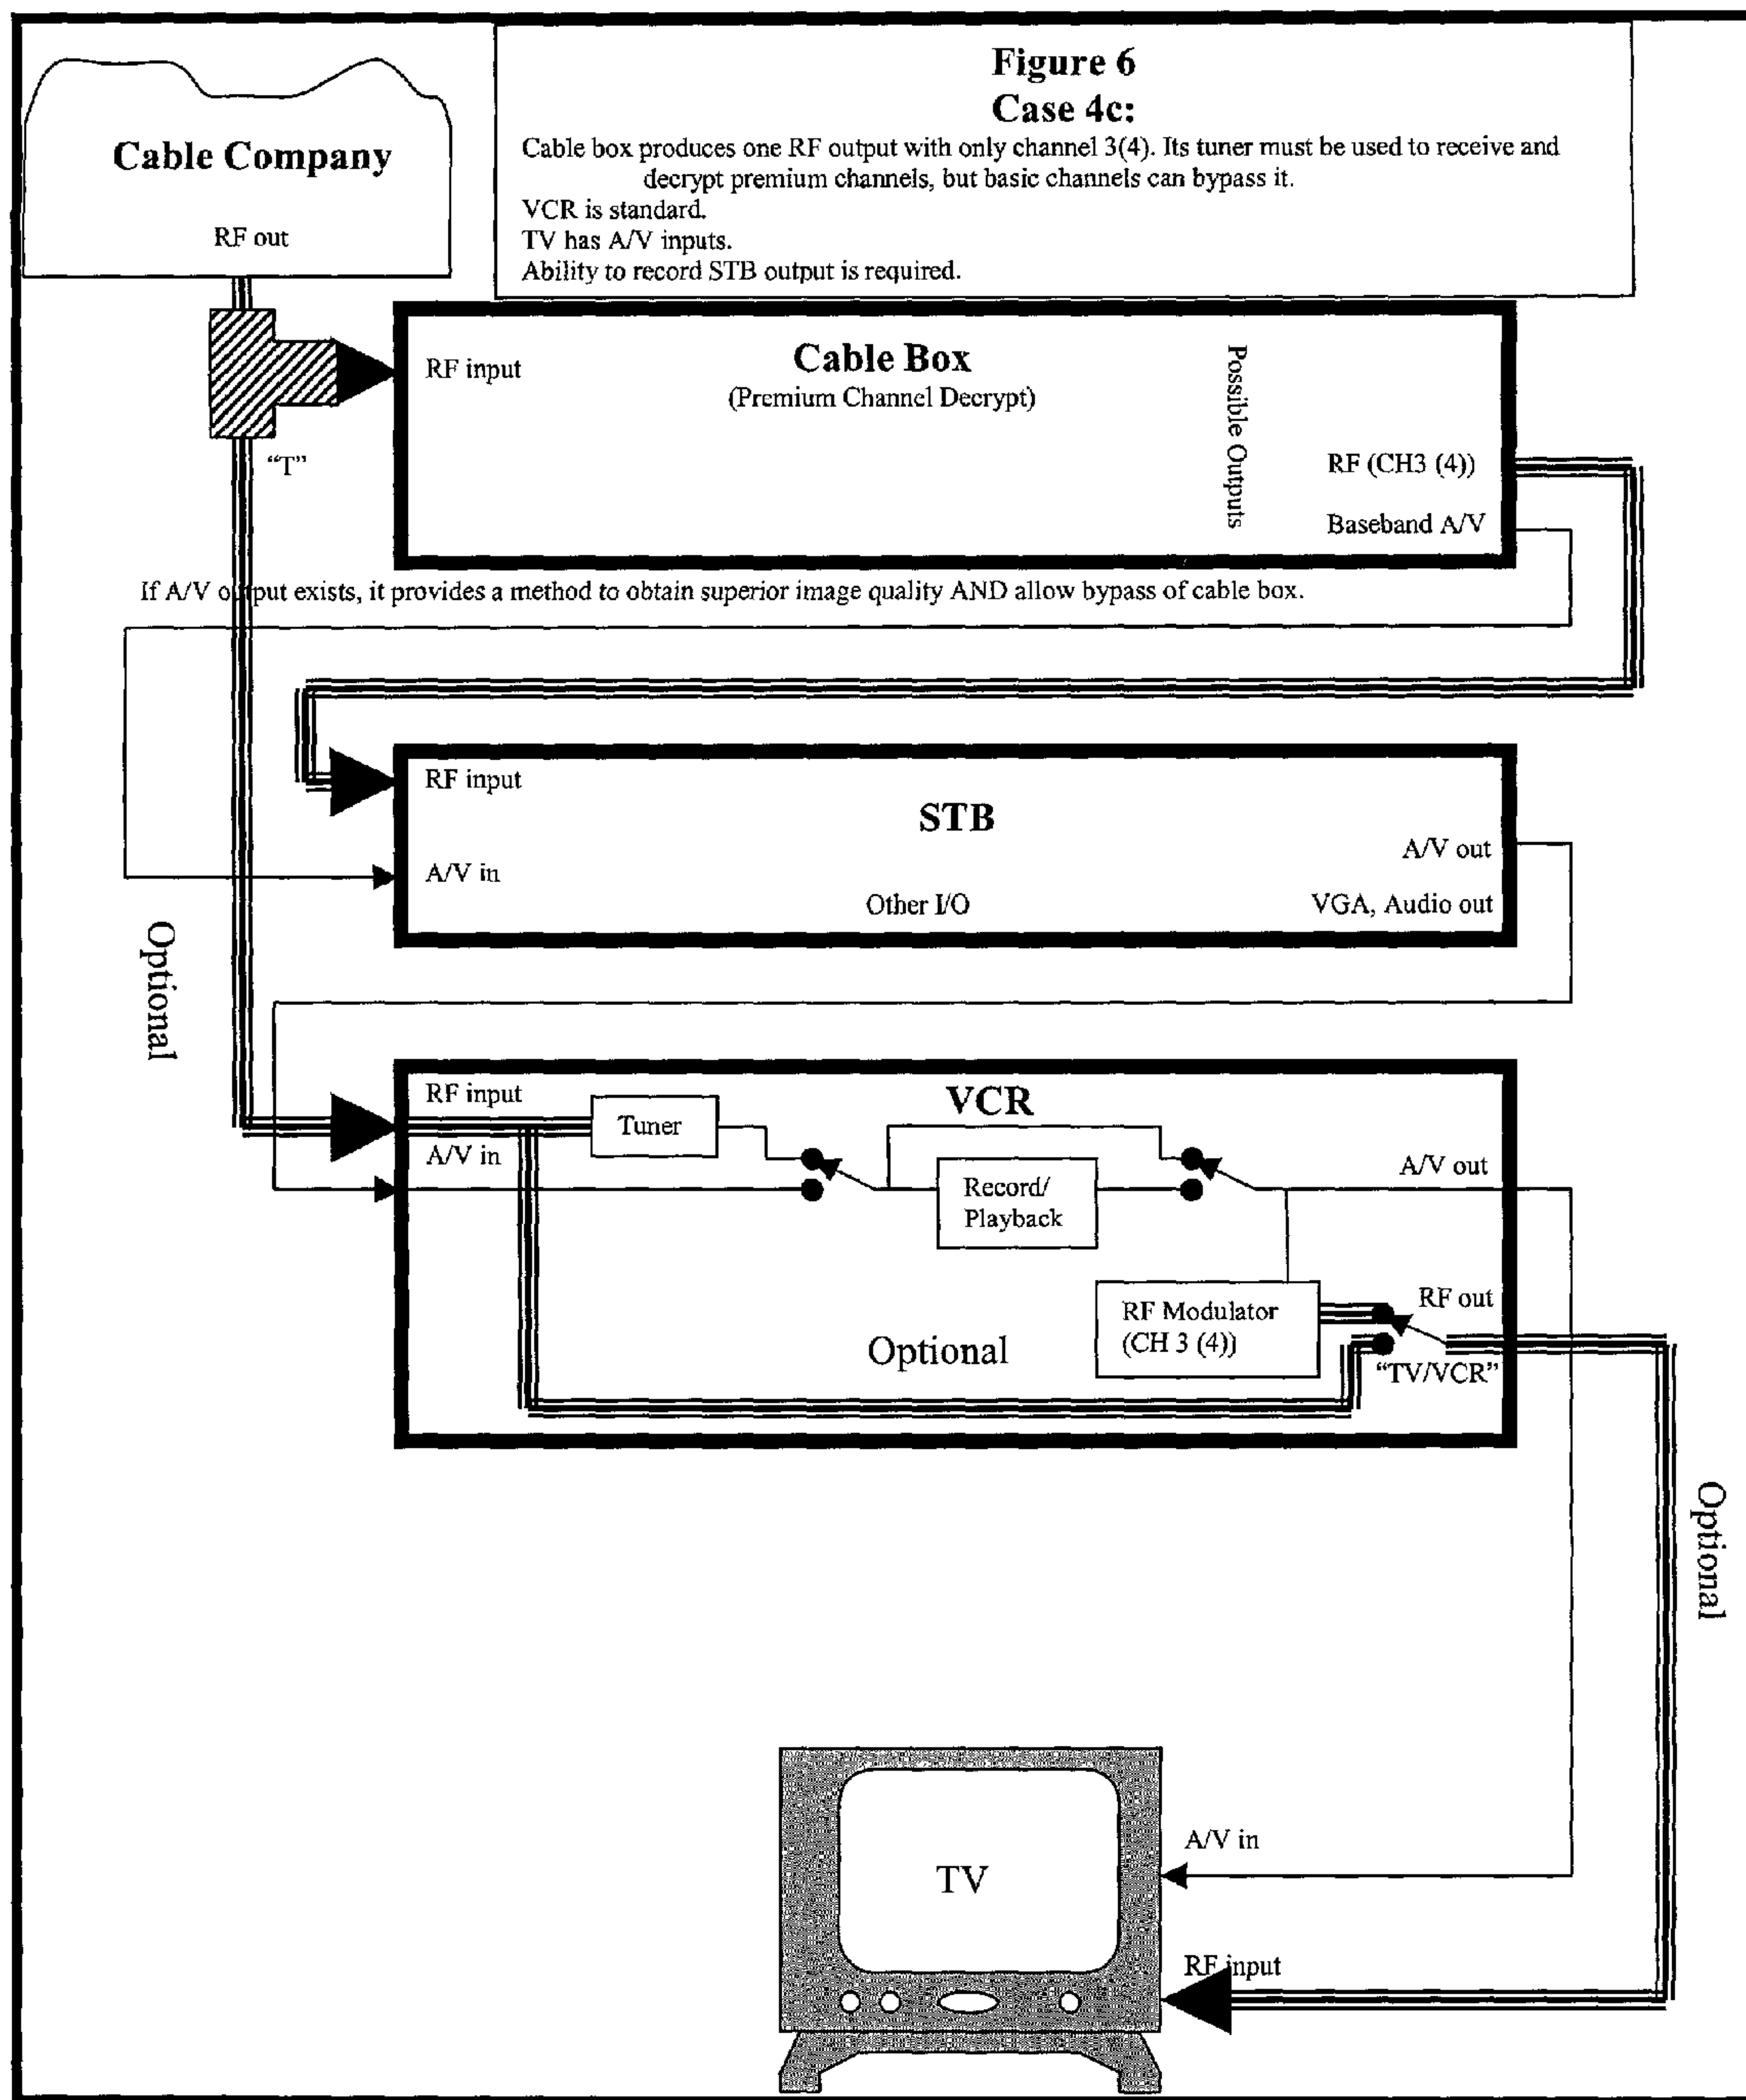 Figure 6
Case 4c:
Cable box produces one RF output with only channel 3(4). Its tuner must be used to receive and
decrypt premium channels, but basic channels can bypass it.
VCR is standard.
TV has A/V inputs.
Ability to record STB output is required.
Cable Company
RF out
"T"
RF input
Cable Box
(Premium Channel Decrypt)
Possible Outputs
RF (CH3 (4))
Baseband A/V
If A/V output exists, it provides a method to obtain superior image quality AND allow bypass of cable box.
RF input
STB
A/V out
A/V in
Other I/O
VGA, Audio out
Optional
RF input
VCR
Tuner
A/V in
A/V out
Record/
Playback
RF out
RF Modulator
(CH 3 (4))
Optional
"TV/VCR"
Optional
A/V in
TV
RF input